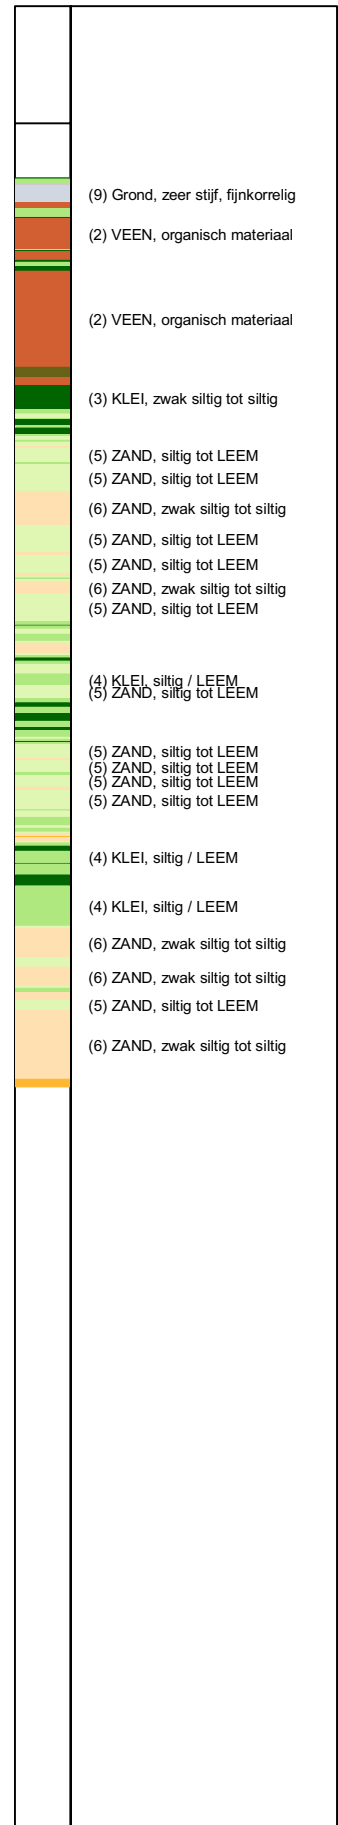 (9) Grond, zeer stijf, fijnkorrelig
(2) VEEN, organisch materiaal
(2) VEEN, organisch materiaal
(3) KLEI, zwak siltig tot siltig
(5) ZAND, siltig tot LEEM
(5) ZAND, siltig tot LEEM
(6) ZAND, zwak siltig tot siltig
(5) ZAND, siltig tot LEEM
(5) ZAND, siltig tot LEEM
(6) ZAND, zwak siltig tot siltig
(5) ZAND, siltig tot LEEM
(4) KLEI, siltig / LEEM
(5) ZAND, siltig tot LEEM
(5) ZAND, siltig tot LEEM
(5) ZAND, siltig tot LEEM
(5) ZAND, siltig tot LEEM
(5) ZAND, siltig tot LEEM
(4) KLEI, siltig / LEEM
(4) KLEI, siltig / LEEM
(6) ZAND, zwak siltig tot siltig
(6) ZAND, zwak siltig tot siltig
(5) ZAND, siltig tot LEEM
(6) ZAND, zwak siltig tot siltig